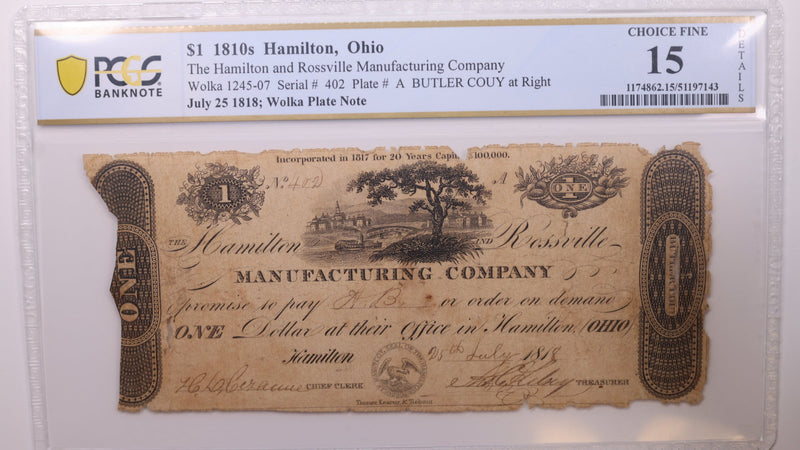 PCGS
BANKNOTE
$1 1810s Hamilton, Ohio
The Hamilton and Rossville Manufacturing Company
Wolka 1245-07 Serial # 402 Plate # A BUTLER COUY at Right
July 25 1818; Wolka Plate Note
CHOICE FINE
15
1174862.15/51197143
DETAILS
Incorporated in 1817 for 20 Years Capl. $100,000.
1
No 402
A
ONE
THE Hamilton AND Rossville
MANUFACTURING COMPANY
promise to pay A. B. or order on demand
ONE Dollar at their Office in Hamilton, (OHIO)
Hamilton 25th July 1818
CHIEF CLERK
TREASURER
ONE